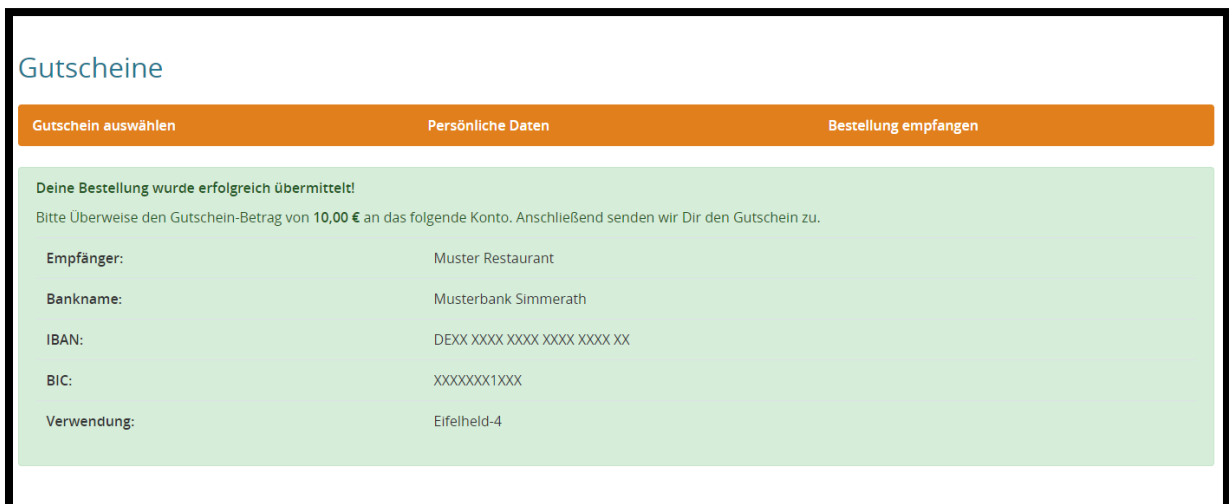 Gutscheine
Gutschein auswählen Persönliche Daten Bestellung empfangen
Deine Bestellung wurde erfolgreich übermittelt!
Bitte Überweise den Gutschein-Betrag von 10,00 € an das folgende Konto. Anschließend senden wir Dir den Gutschein zu.
Empfänger: Muster Restaurant
Bankname: Musterbank Simmerath
IBAN: DEXX XXXX XXXX XXXX XXXX XX
BIC: XXXXXXX1XXX
Verwendung: Eifelheld-4